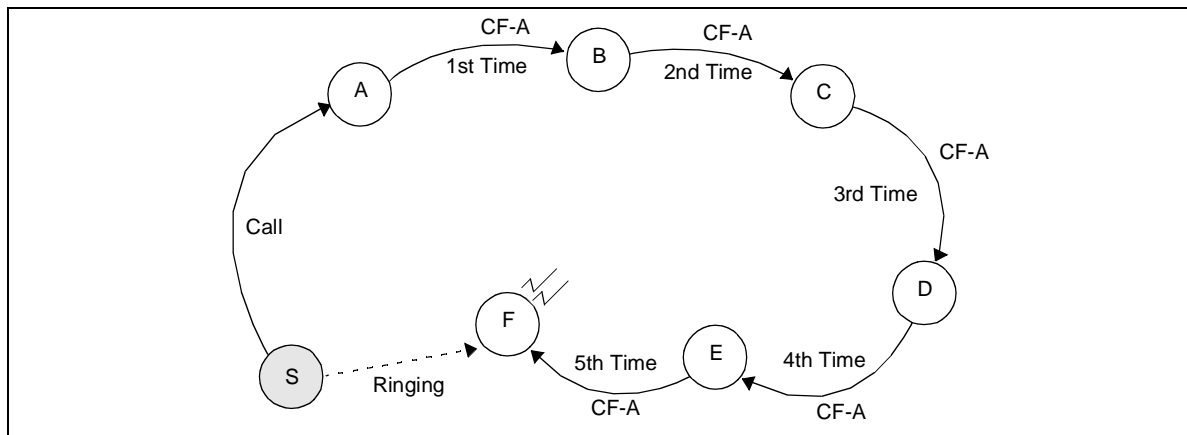 CF-A
1st Time
A
B
CF-A
2nd Time
C
CF-A
3rd Time
D
4th Time
CF-A
E
5th Time
CF-A
F
Call
S
Ringing